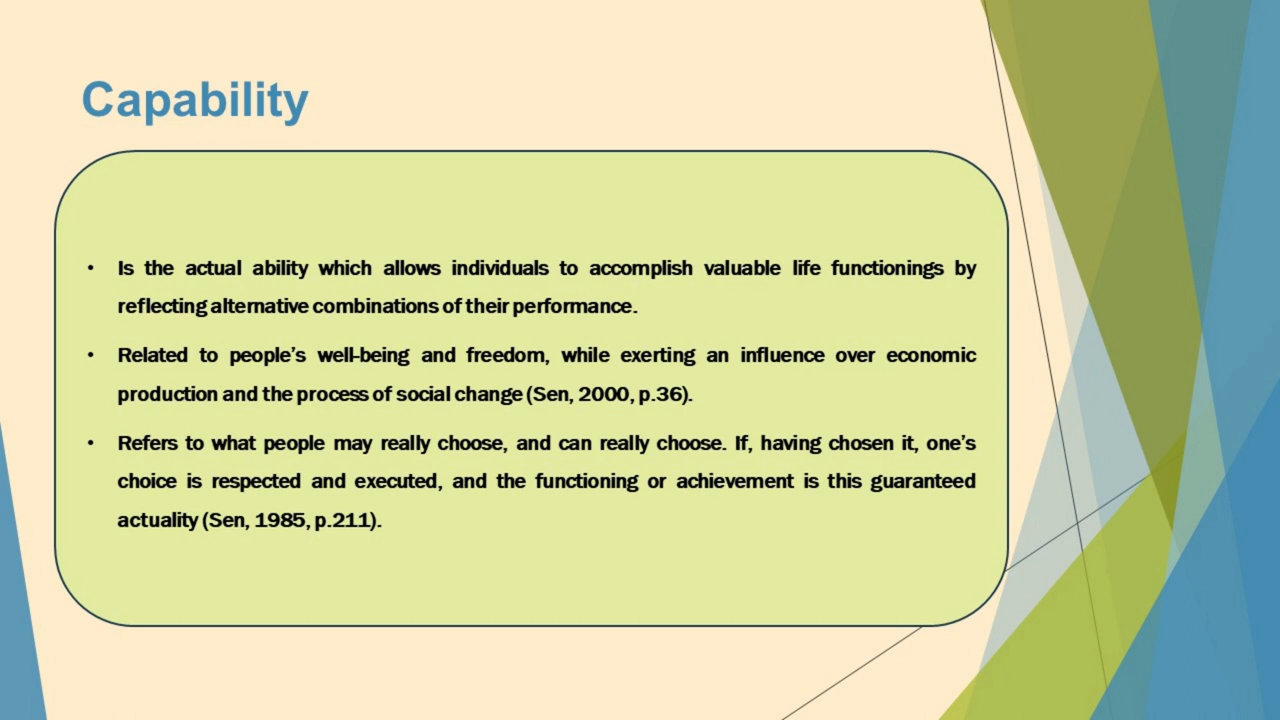 Capability
• Is the actual ability which allows individuals to accomplish valuable life functionings by
reflecting alternative combinations of their performance.
• Related to people’s well-being and freedom, while exerting an influence over economic
production and the process of social change (Sen, 2000, p.36).
• Refers to what people may really choose, and can really choose. If, having chosen it, one’s
choice is respected and executed, and the functioning or achievement is this guaranteed
actuality (Sen, 1985, p.211).